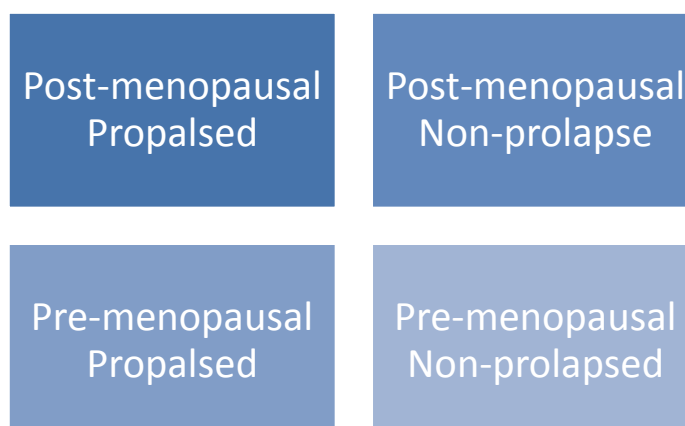 Post-menopausal
Propalsed
Post-menopausal
Non-prolapse
Pre-menopausal
Propalsed
Pre-menopausal
Non-prolapsed